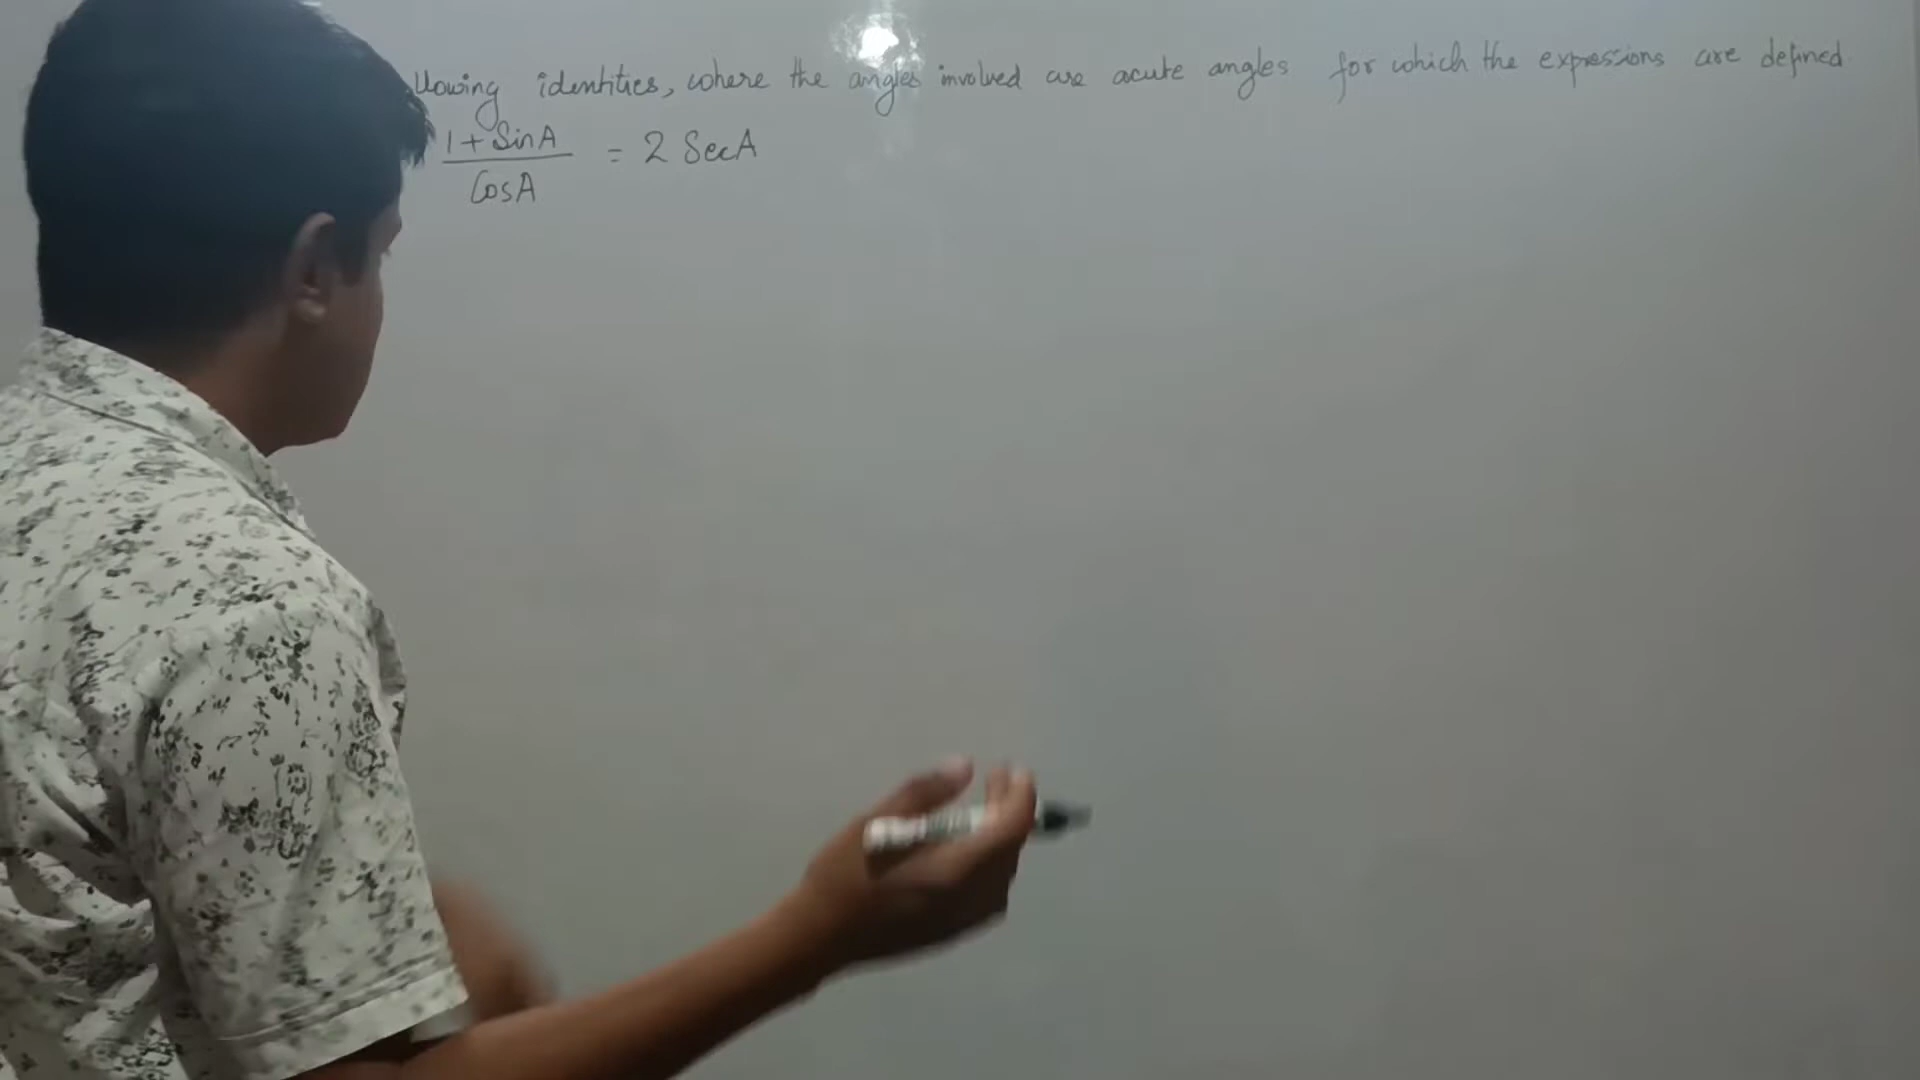 identities, where the angles involved are acute angles for which the expressions are defined
1 + SinA / CosA = 2 SecA